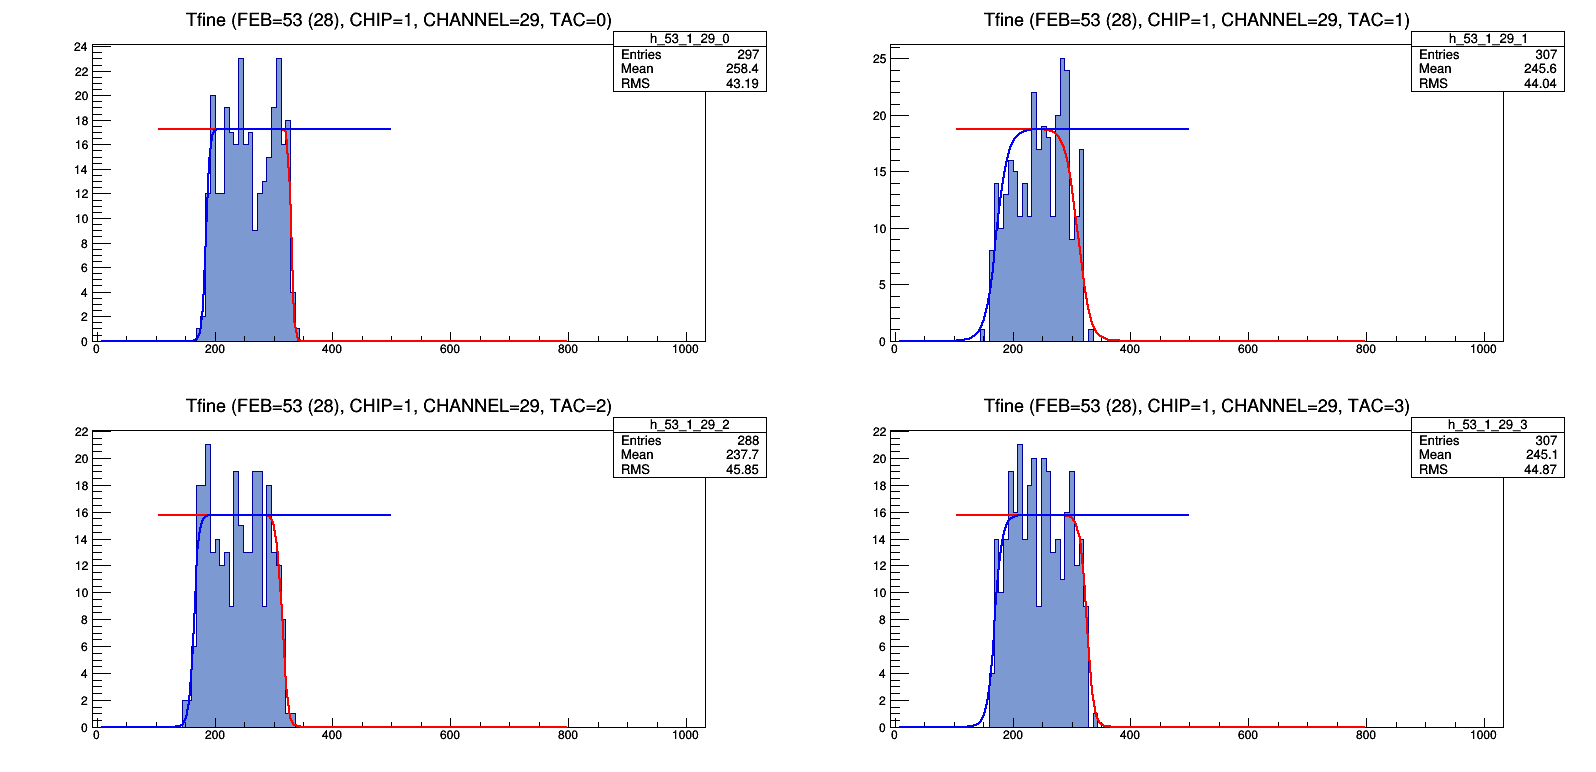 Tfine (FEB=53 (28), CHIP=1, CHANNEL=29, TAC=0)
h_53_1_29_0
Entries 297
Mean 258.4
RMS 43.19
24
22
20
18
16
14
12
10
8
6
4
2
0
0 200 400 600 800 1000
Tfine (FEB=53 (28), CHIP=1, CHANNEL=29, TAC=1)
h_53_1_29_1
Entries 307
Mean 245.6
RMS 44.04
25
20
15
10
5
0
0 200 400 600 800 1000
Tfine (FEB=53 (28), CHIP=1, CHANNEL=29, TAC=2)
h_53_1_29_2
Entries 288
Mean 237.7
RMS 45.85
22
20
18
16
14
12
10
8
6
4
2
0
0 200 400 600 800 1000
Tfine (FEB=53 (28), CHIP=1, CHANNEL=29, TAC=3)
h_53_1_29_3
Entries 307
Mean 245.1
RMS 44.87
22
20
18
16
14
12
10
8
6
4
2
0
0 200 400 600 800 1000